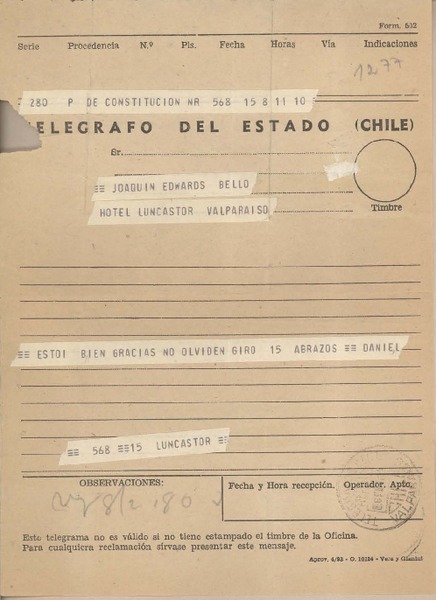 Form. 502
Serie Procedencia N.º Pls. Fecha Horas Vía Indicaciones
1277
280 P DE CONSTITUCION NR 568 15 8 11 10
TELEGRAFO DEL ESTADO (CHILE)
Sr.
== JOAQUIN EDWARDS BELLO
HOTEL LUNCASTOR VALPARAISO
Timbre
== ESTOI BIEN GRACIAS NO OLVIDEN GIRO 15 ABRAZOS == DANIEL
== 568 ==15 LUNCASTOR ==
OBSERVACIONES:
Fecha y Hora recepción. Operador. Apto.
VALPARAISO
Este telegrama no es válido si no tiene estampado el timbre de la Oficina.
Para cualquiera reclamación sírvase presentar este mensaje.